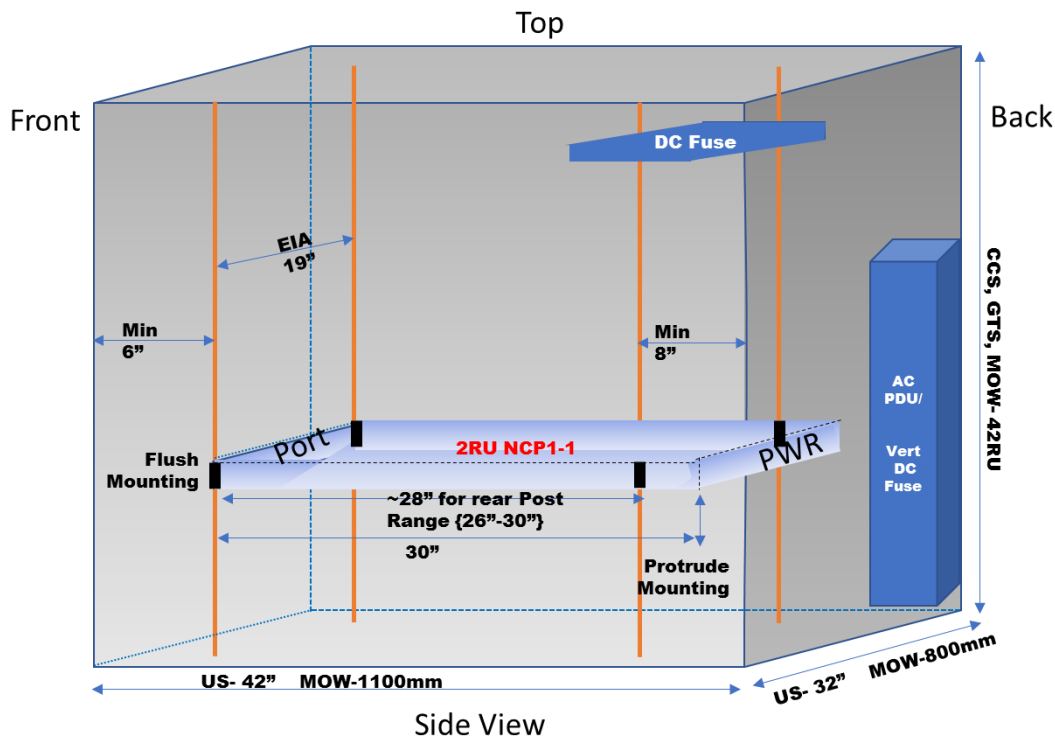 Top
Front
Back
DC Fuse
EIA
19”
CCS, GTS, MOW- 42RU
Min
6”
Min
8”
AC
PDU/
Vert
DC
Fuse
Port
2RU NCP1-1
PWR
Flush
Mounting
~28” for rear Post
Range {26”-30”}
30”
Protrude
Mounting
US- 42” MOW-1100mm
US- 32” MOW-800mm
Side View